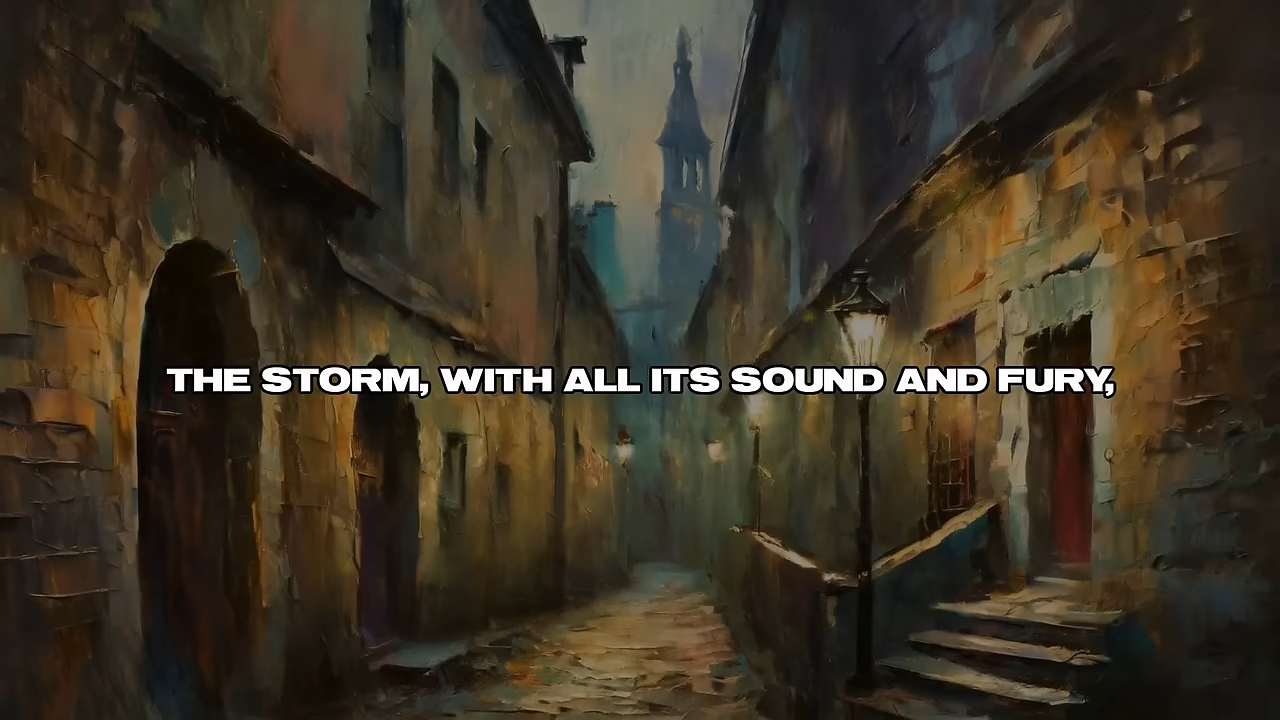 THE STORM, WITH ALL ITS SOUND AND FURY,